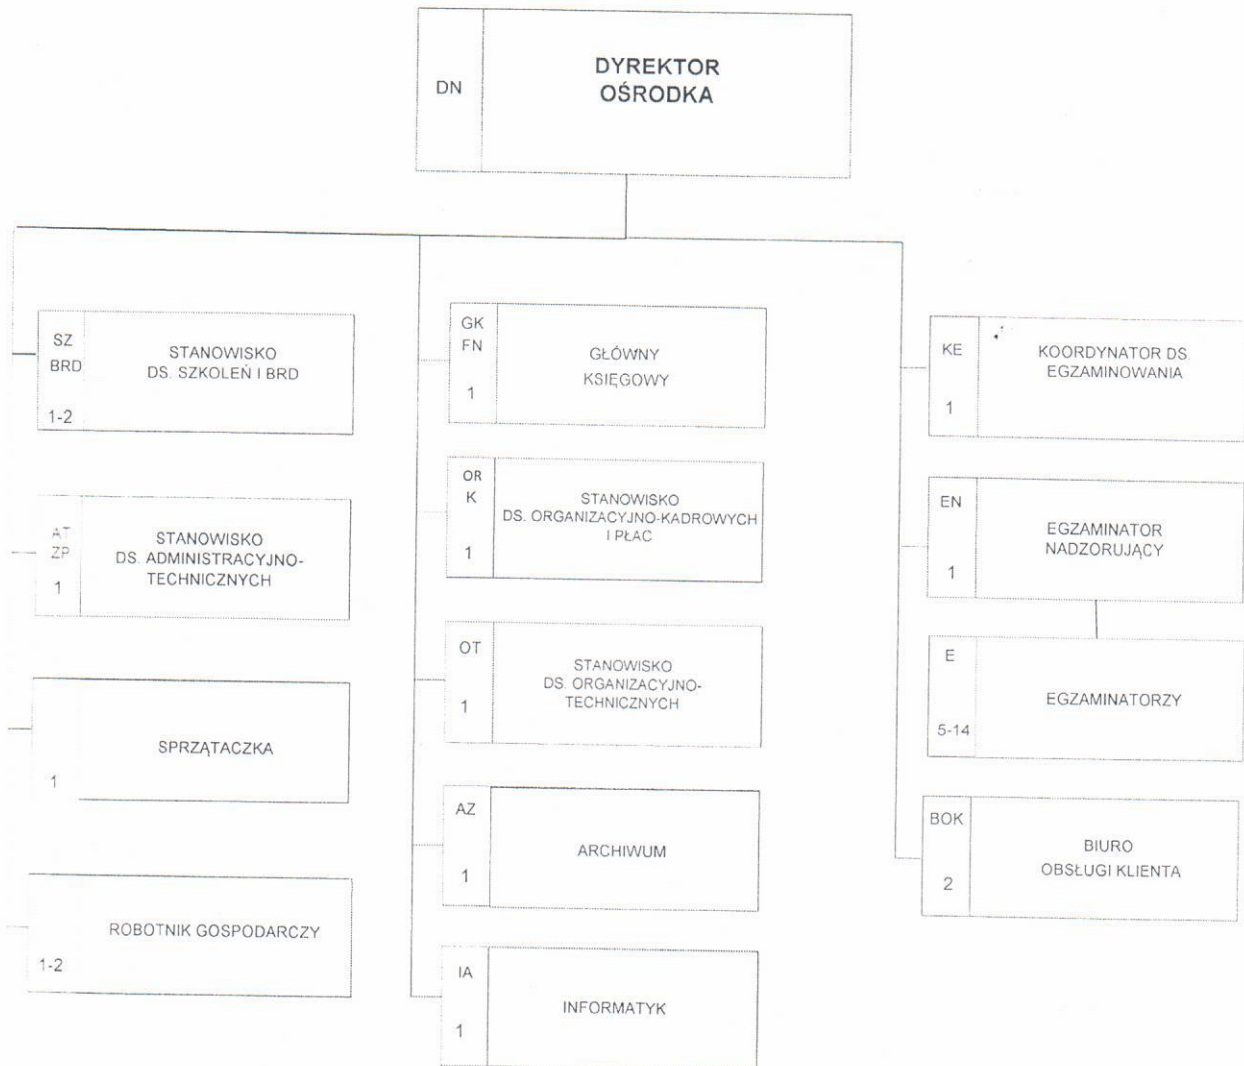 DN
DYREKTOR
OŚRODKA
SZ
BRD
1-2
STANOWISKO
DS. SZKOLEŃ I BRD
AT
ZP
1
STANOWISKO
DS. ADMINISTRACYJNO-
TECHNICZNYCH
1
SPRZĄTACZKA
1-2
ROBOTNIK GOSPODARCZY
GK
FN
1
GŁÓWNY
KSIĘGOWY
OR
K
1
STANOWISKO
DS. ORGANIZACYJNO-KADROWYCH
I PŁAC
OT
1
STANOWISKO
DS. ORGANIZACYJNO-
TECHNICZNYCH
AZ
1
ARCHIWUM
IA
1
INFORMATYK
KE
1
KOORDYNATOR DS.
EGZAMINOWANIA
EN
1
EGZAMINATOR
NADZORUJĄCY
E
5-14
EGZAMINATORZY
BOK
2
BIURO
OBSŁUGI KLIENTA